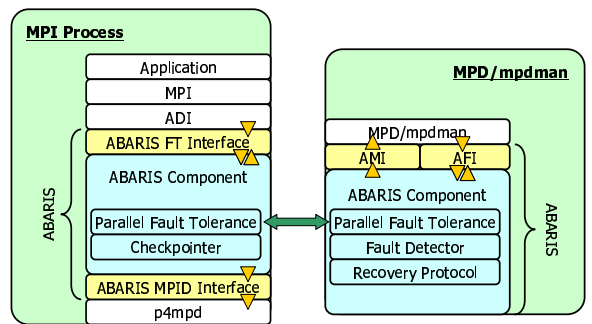 MPI Process
Application
MPI
ADI
ABARIS FT Interface
ABARIS Component
Parallel Fault Tolerance
Checkpointer
ABARIS MPID Interface
p4mpd
ABARIS
MPD/mpdman
MPD/mpdman
AMI
AFI
ABARIS Component
Parallel Fault Tolerance
Fault Detector
Recovery Protocol
ABARIS